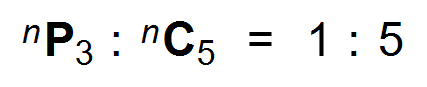 ⁿP₃ : ⁿC₅ = 1 : 5